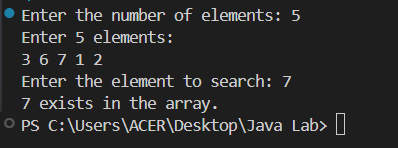 Enter the number of elements: 5
Enter 5 elements:
3 6 7 1 2
Enter the element to search: 7
7 exists in the array.
PS C:\Users\ACER\Desktop\Java Lab>